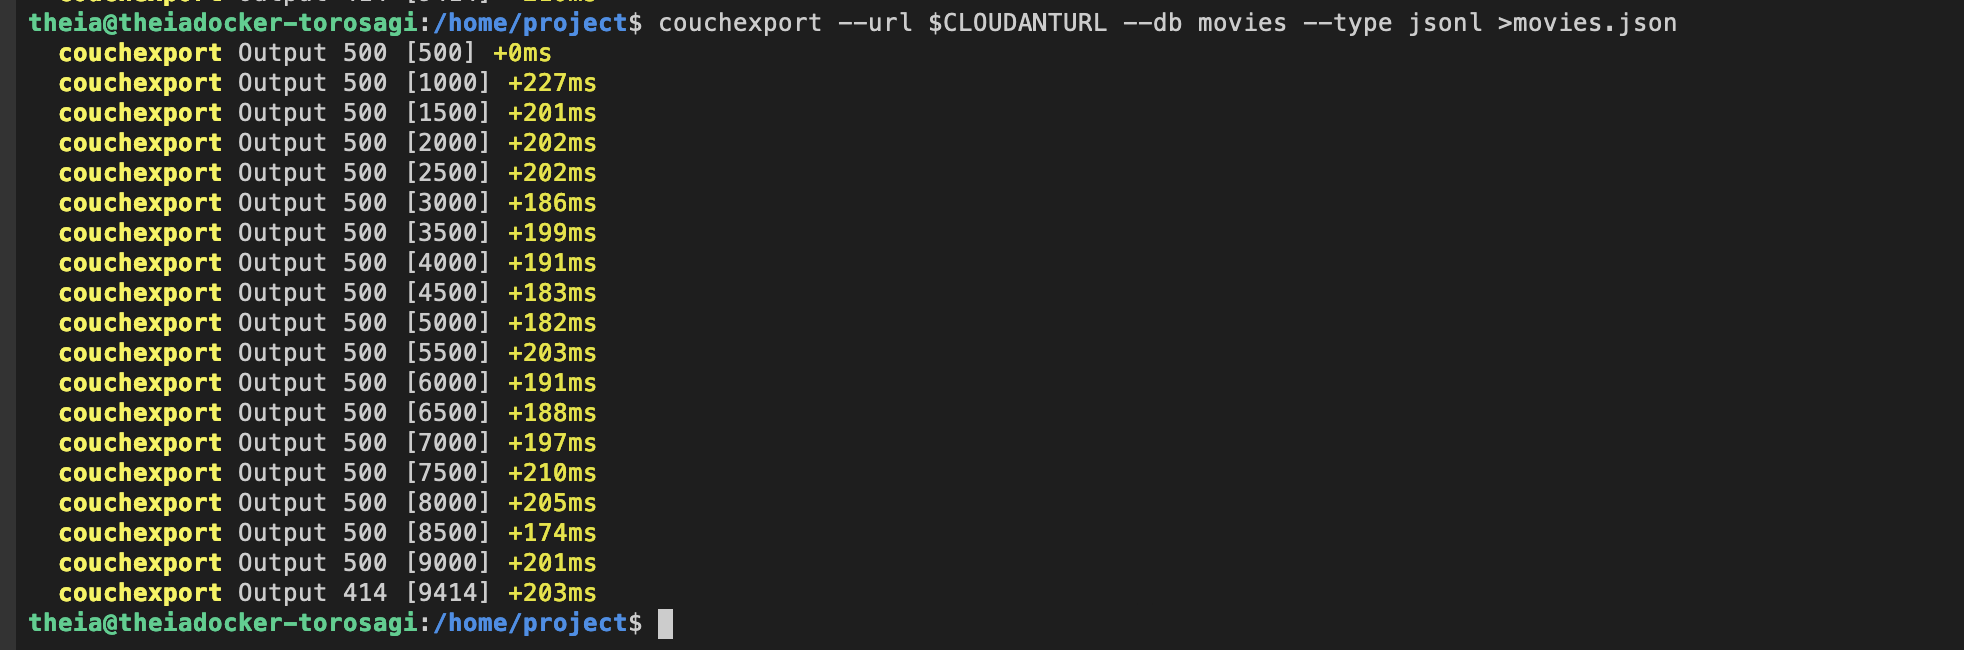 theia@theiadocker-torosagi:/home/project$ couchexport --url $CLOUDANTURL --db movies --type jsonl >movies.json
couchexport Output 500 [500] +0ms
couchexport Output 500 [1000] +227ms
couchexport Output 500 [1500] +201ms
couchexport Output 500 [2000] +202ms
couchexport Output 500 [2500] +202ms
couchexport Output 500 [3000] +186ms
couchexport Output 500 [3500] +199ms
couchexport Output 500 [4000] +191ms
couchexport Output 500 [4500] +183ms
couchexport Output 500 [5000] +182ms
couchexport Output 500 [5500] +203ms
couchexport Output 500 [6000] +191ms
couchexport Output 500 [6500] +188ms
couchexport Output 500 [7000] +197ms
couchexport Output 500 [7500] +210ms
couchexport Output 500 [8000] +205ms
couchexport Output 500 [8500] +174ms
couchexport Output 500 [9000] +201ms
couchexport Output 414 [9414] +203ms
theia@theiadocker-torosagi:/home/project$